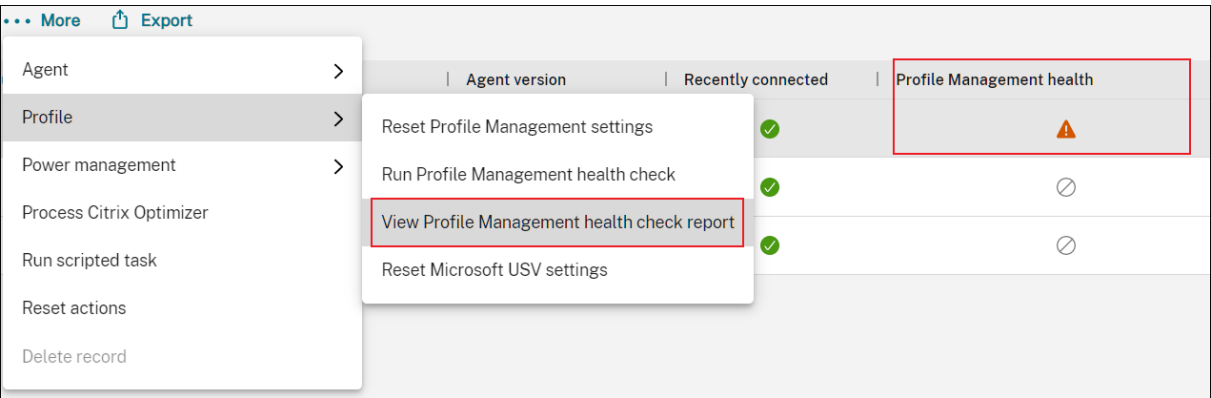 ••• More Export
Agent
Profile
Power management
Process Citrix Optimizer
Run scripted task
Reset actions
Delete record
Reset Profile Management settings
Run Profile Management health check
View Profile Management health check report
Reset Microsoft USV settings
Agent version Recently connected Profile Management health